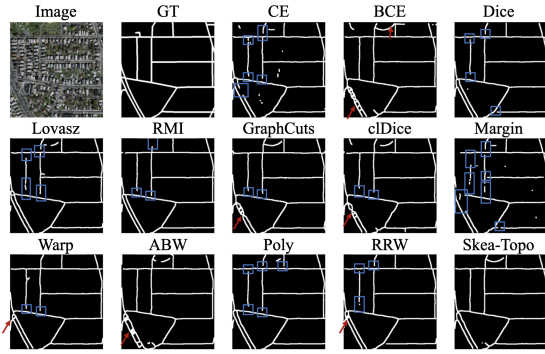 Image GT CE BCE Dice
Lovasz RMI GraphCuts clDice Margin
Warp ABW Poly RRW Skea-Topo